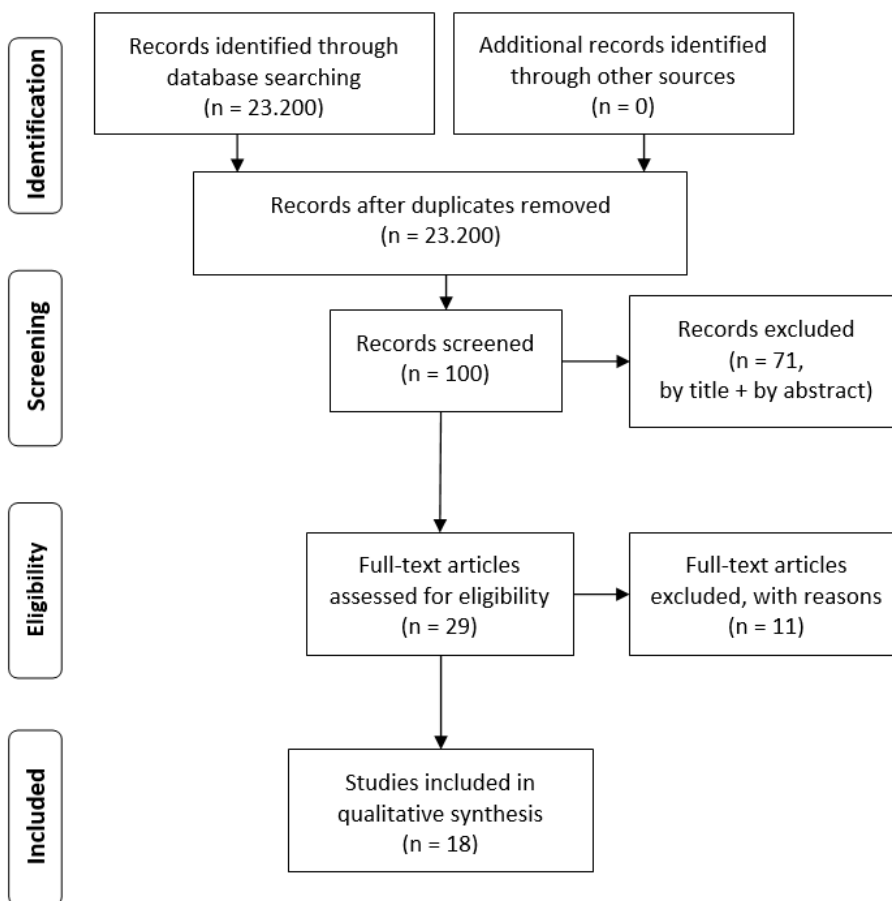 Identification
Records identified through
database searching
(n = 23.200)
Additional records identified
through other sources
(n = 0)
Records after duplicates removed
(n = 23.200)
Screening
Records screened
(n = 100)
Records excluded
(n = 71,
by title + by abstract)
Eligibility
Full-text articles
assessed for eligibility
(n = 29)
Full-text articles
excluded, with reasons
(n = 11)
Included
Studies included in
qualitative synthesis
(n = 18)